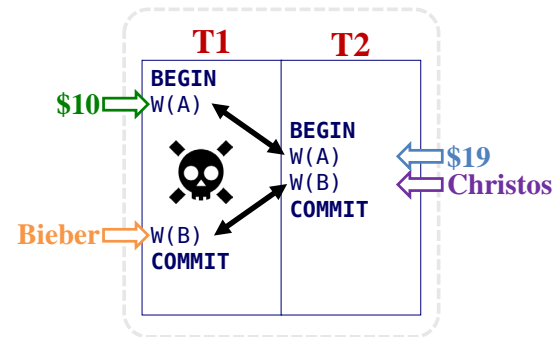 T1 T2
BEGIN
$10 W(A)
BEGIN
W(A) $19
W(B) Christos
COMMIT
Bieber W(B)
COMMIT